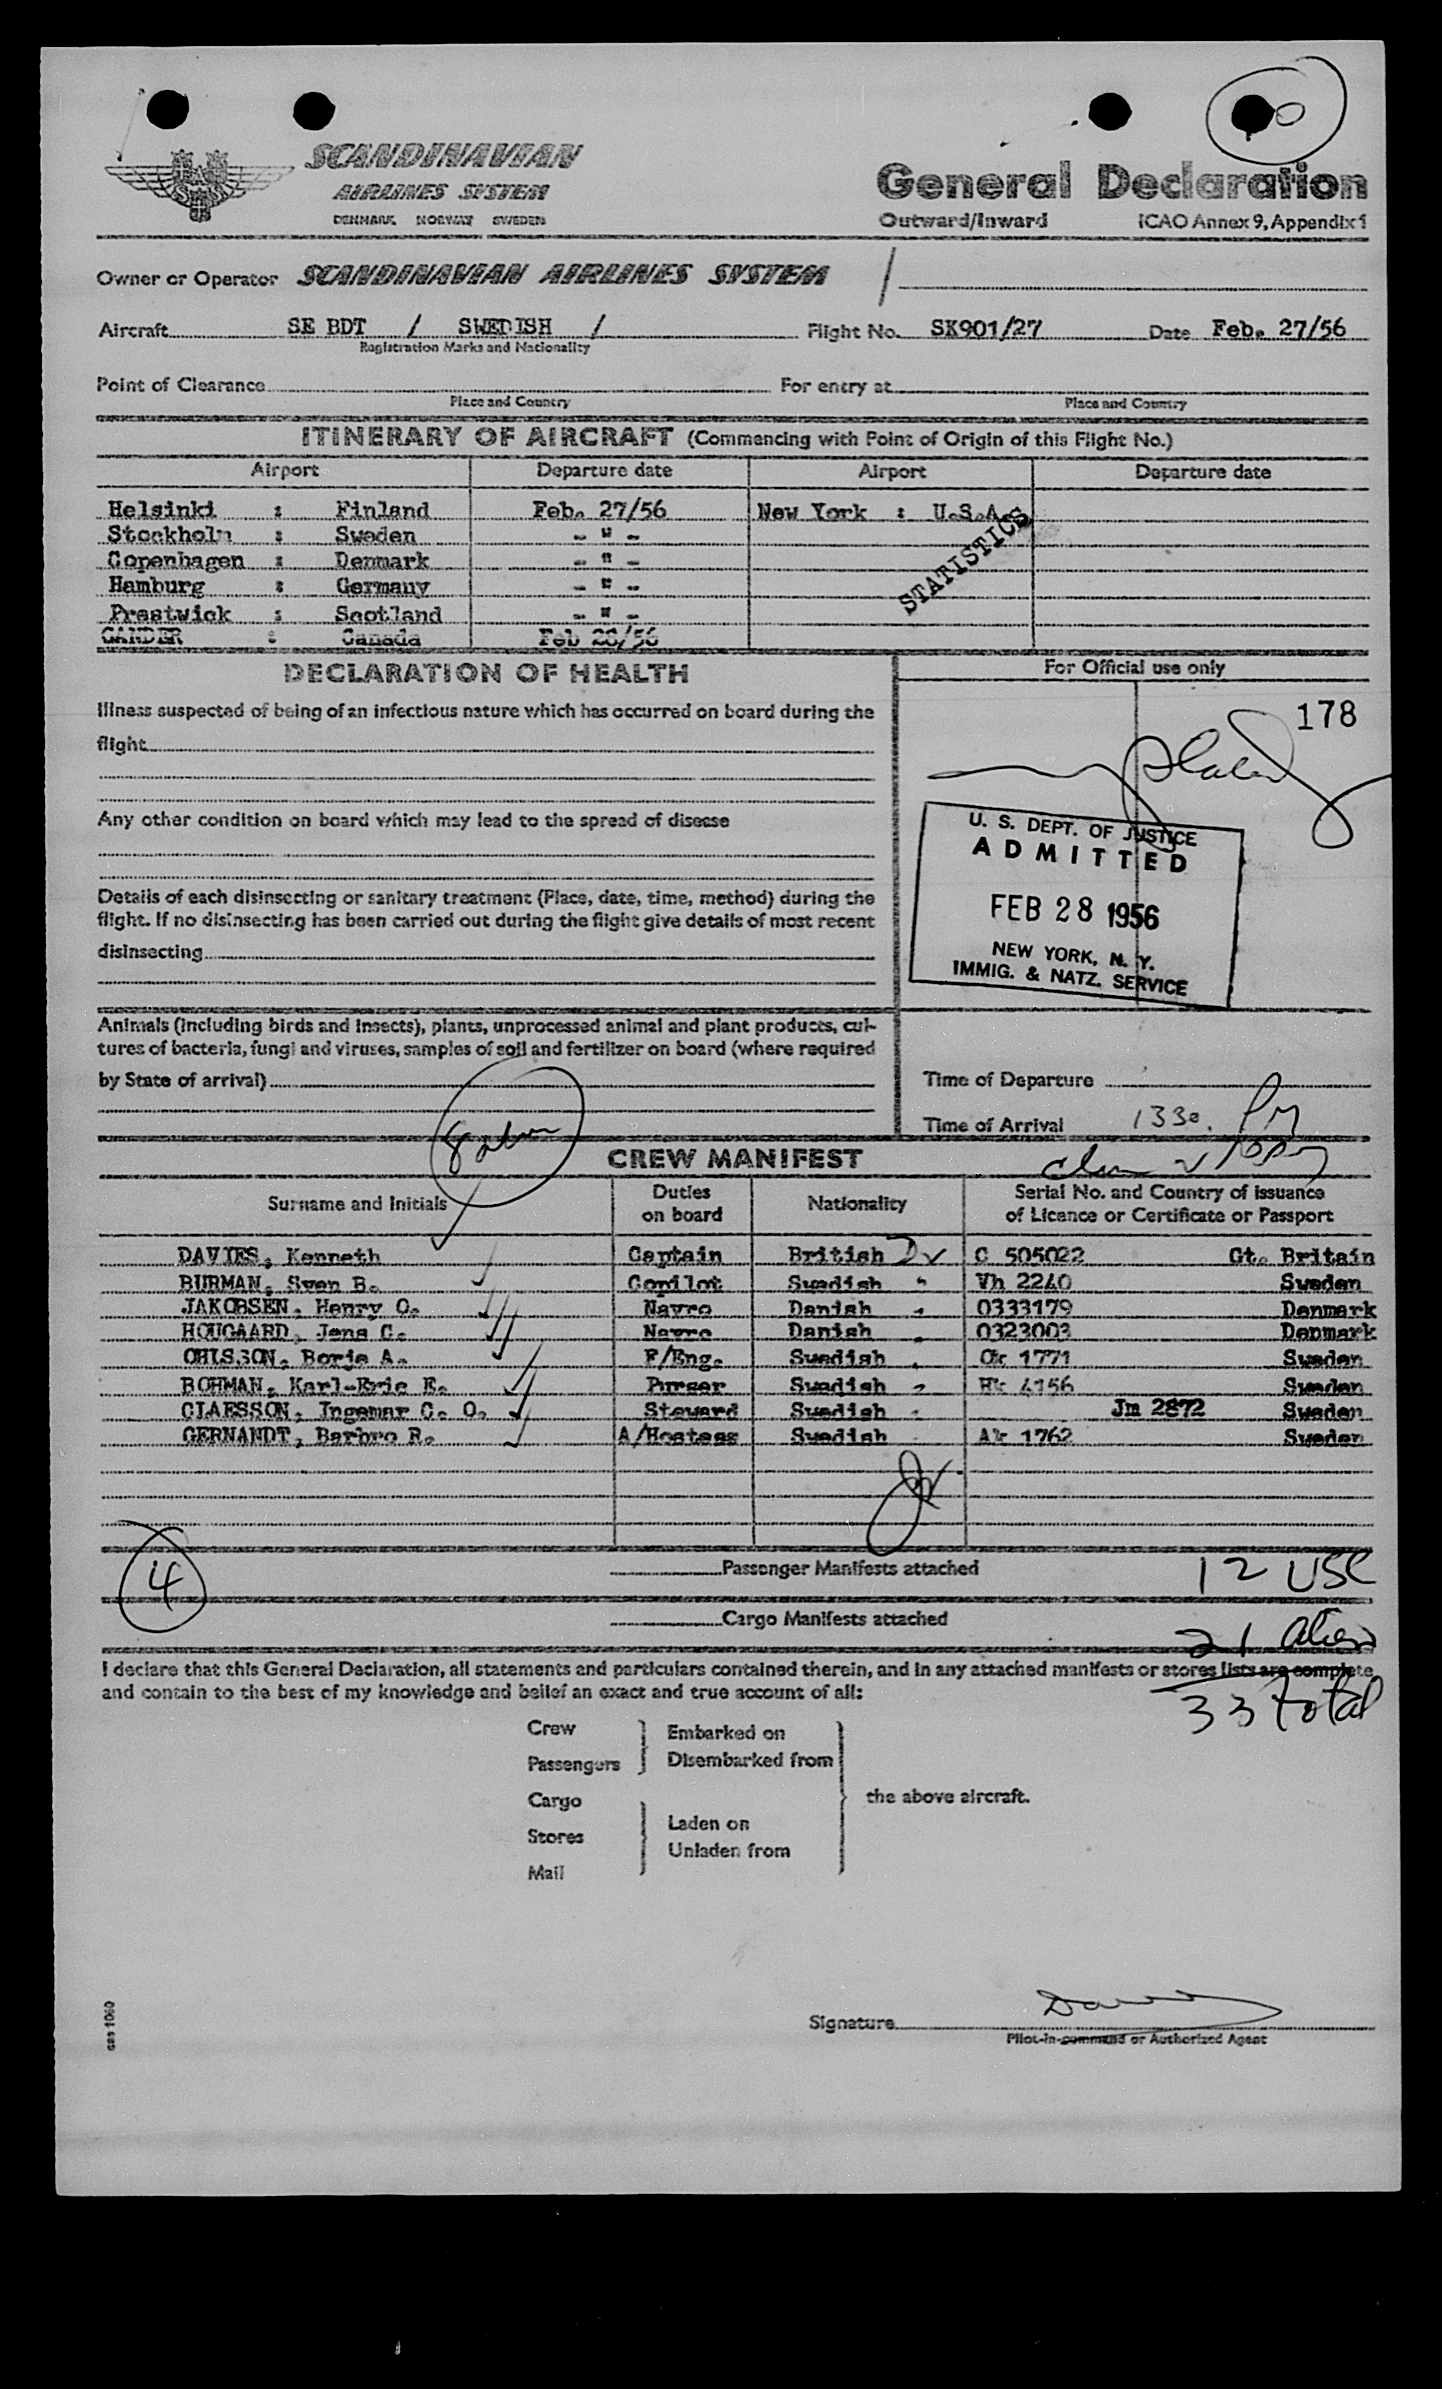 SCANDINAVIAN
AIRLINES SYSTEM
DENMARK NORWAY SWEDEN
General Declaration
Outward/Inward ICAO Annex 9, Appendix 1
Owner or Operator SCANDINAVIAN AIRLINES SYSTEM /
Aircraft SE BDT / SWEDISH / Flight No. SK901/27 Date Feb. 27/56
Registration Marks and Nationality
Point of Clearance For entry at
Place and Country Place and Country
ITINERARY OF AIRCRAFT (Commencing with Point of Origin of this Flight No.)
Airport Departure date Airport Departure date
Helsinki : Finland Feb. 27/56 New York : U.S.A.
Stockholm : Sweden - " -
Copenhagen : Denmark - " -
Hamburg : Germany - " -
Prestwick : Scotland - " -
GANDER : Canada Feb 28/56
STATISTICS
DECLARATION OF HEALTH
For Official use only
178
Illness suspected of being of an infectious nature which has occurred on board during the
flight
Any other condition on board which may lead to the spread of disease
Details of each disinsecting or sanitary treatment (Place, date, time, method) during the
flight. If no disinsecting has been carried out during the flight give details of most recent
disinsecting
U. S. DEPT. OF JUSTICE
ADMITTED
FEB 28 1956
NEW YORK, N. Y.
IMMIG. & NATZ. SERVICE
Animals (including birds and insects), plants, unprocessed animal and plant products, cul-
tures of bacteria, fungi and viruses, samples of soil and fertilizer on board (where required
by State of arrival)
Time of Departure
Time of Arrival 1330. PM
8
CREW MANIFEST
Surname and Initials Duties on board Nationality Serial No. and Country of issuance
of Licence or Certificate or Passport
DAVIES, Kenneth Captain British C 505022 Gt. Britain
BURMAN, Sven B. Copilot Swedish Vh 2240 Sweden
JAKOBSEN, Henry O. Navro Danish 0333179 Denmark
HOUGAARD, Jens C. Navro Danish 0323003 Denmark
OHLSSON, Borje A. F/Eng. Swedish Ok 1771 Sweden
BOHMAN, Karl-Eric E. Purser Swedish Hk 4156 Sweden
CLAESSON, Ingemar C. O. Steward Swedish Jm 2872 Sweden
GERNANDT, Barbro R. A/Hostess Swedish Ak 1762 Sweden
4
Passenger Manifests attached
12 USC
Cargo Manifests attached
21 alien
I declare that this General Declaration, all statements and particulars contained therein, and in any attached manifests or stores lists are complete,
and contain to the best of my knowledge and belief an exact and true account of all:
33 total
Crew Embarked on
Passengers Disembarked from
Cargo the above aircraft.
Stores Laden on
Unladen from
Mail
Signature
Pilot-in-command or Authorized Agent
sas 1060